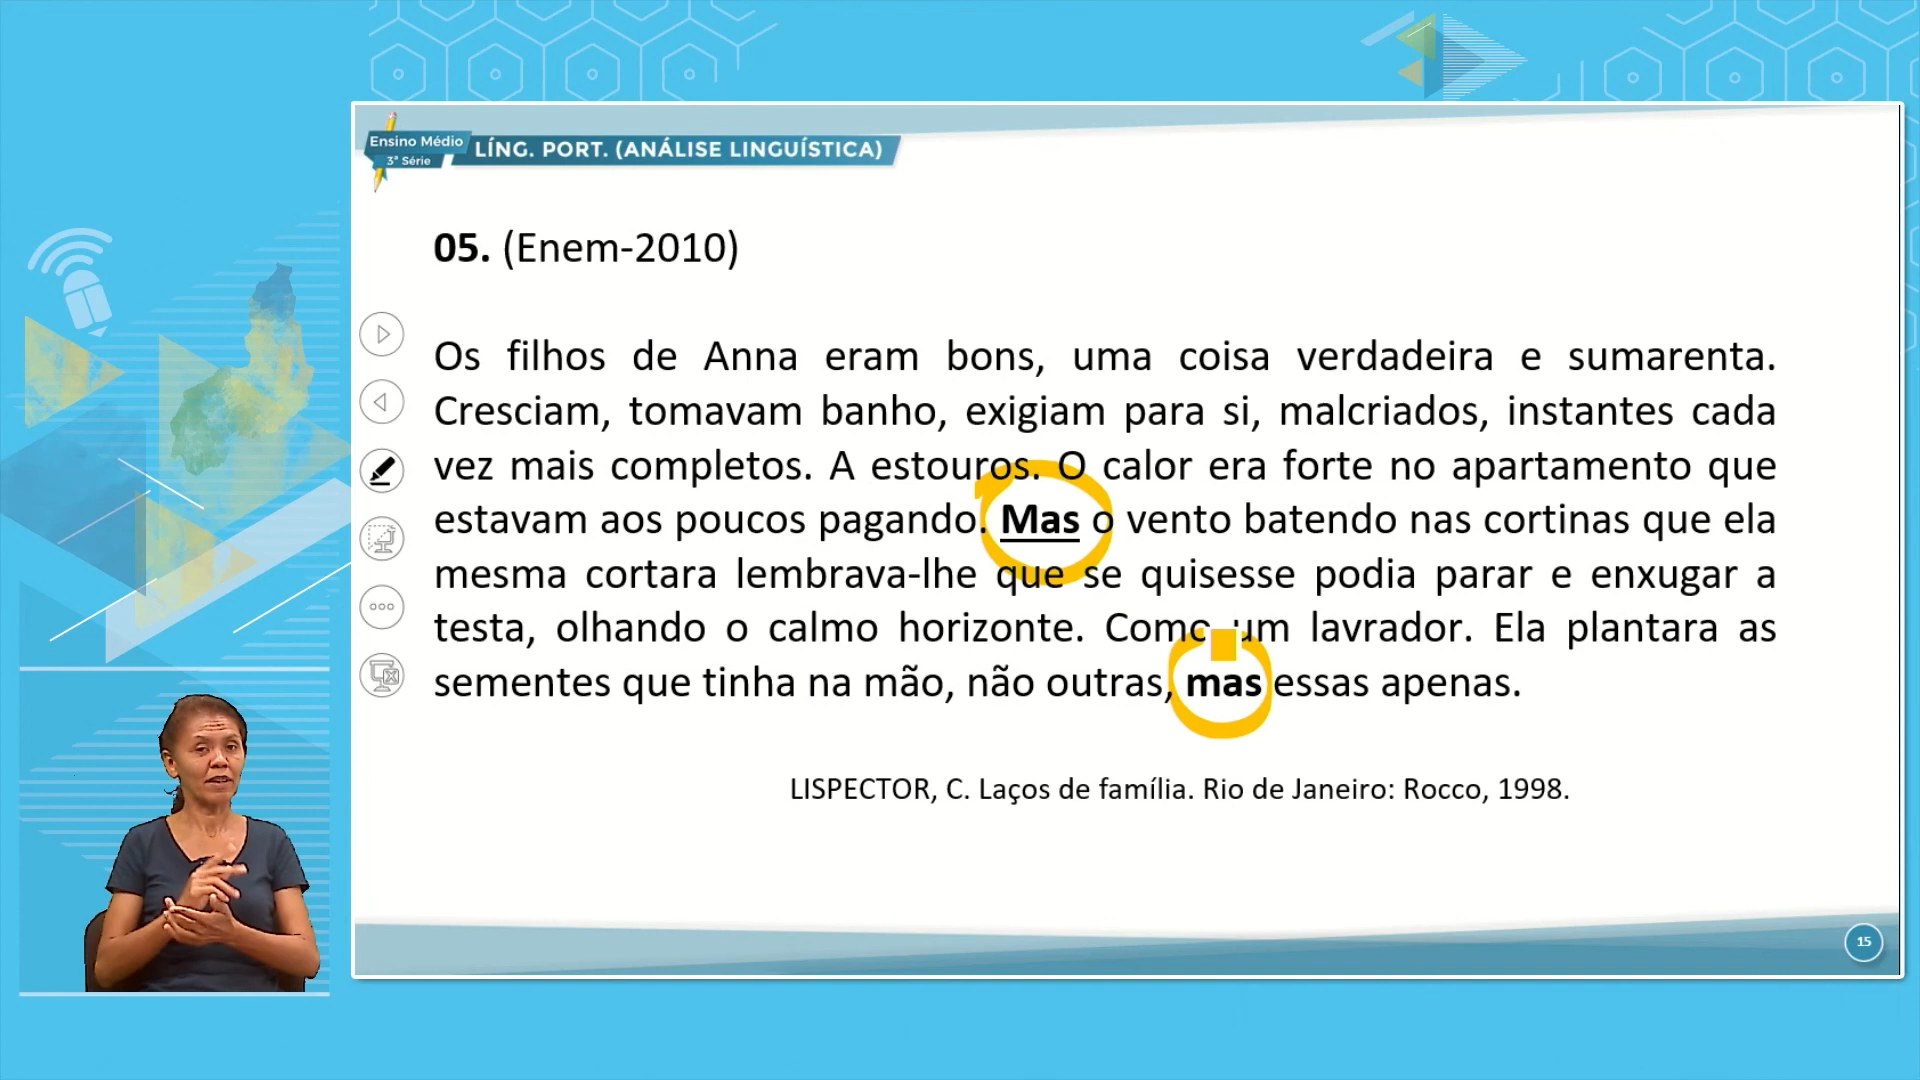 Ensino Médio
3ª Série
LÍNG. PORT. (ANÁLISE LINGUÍSTICA)
05. (Enem-2010)
Os filhos de Anna eram bons, uma coisa verdadeira e sumarenta.
Cresciam, tomavam banho, exigiam para si, malcriados, instantes cada
vez mais completos. A estouros. O calor era forte no apartamento que
estavam aos poucos pagando. Mas o vento batendo nas cortinas que ela
mesma cortara lembrava-lhe que se quisesse podia parar e enxugar a
testa, olhando o calmo horizonte. Como um lavrador. Ela plantara as
sementes que tinha na mão, não outras, mas essas apenas.
LISPECTOR, C. Laços de família. Rio de Janeiro: Rocco, 1998.
15